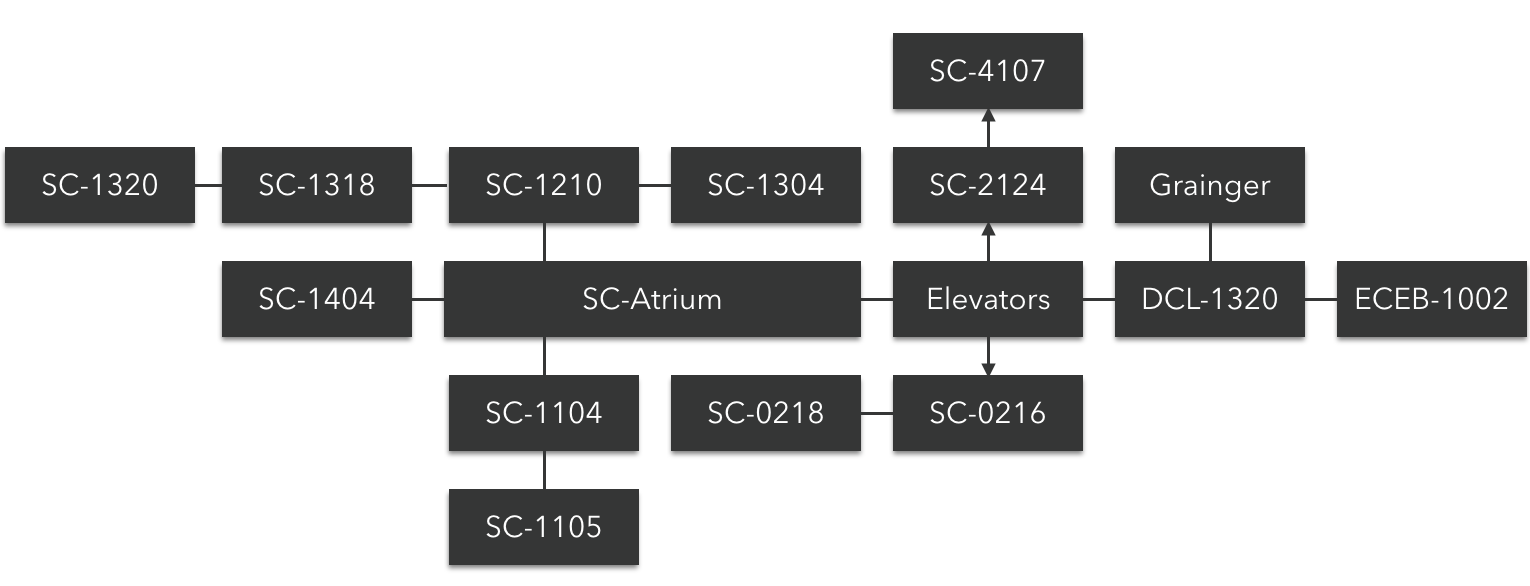 SC-4107
SC-1320
SC-1318
SC-1210
SC-1304
SC-2124
Grainger
SC-1404
SC-Atrium
Elevators
DCL-1320
ECEB-1002
SC-1104
SC-0218
SC-0216
SC-1105